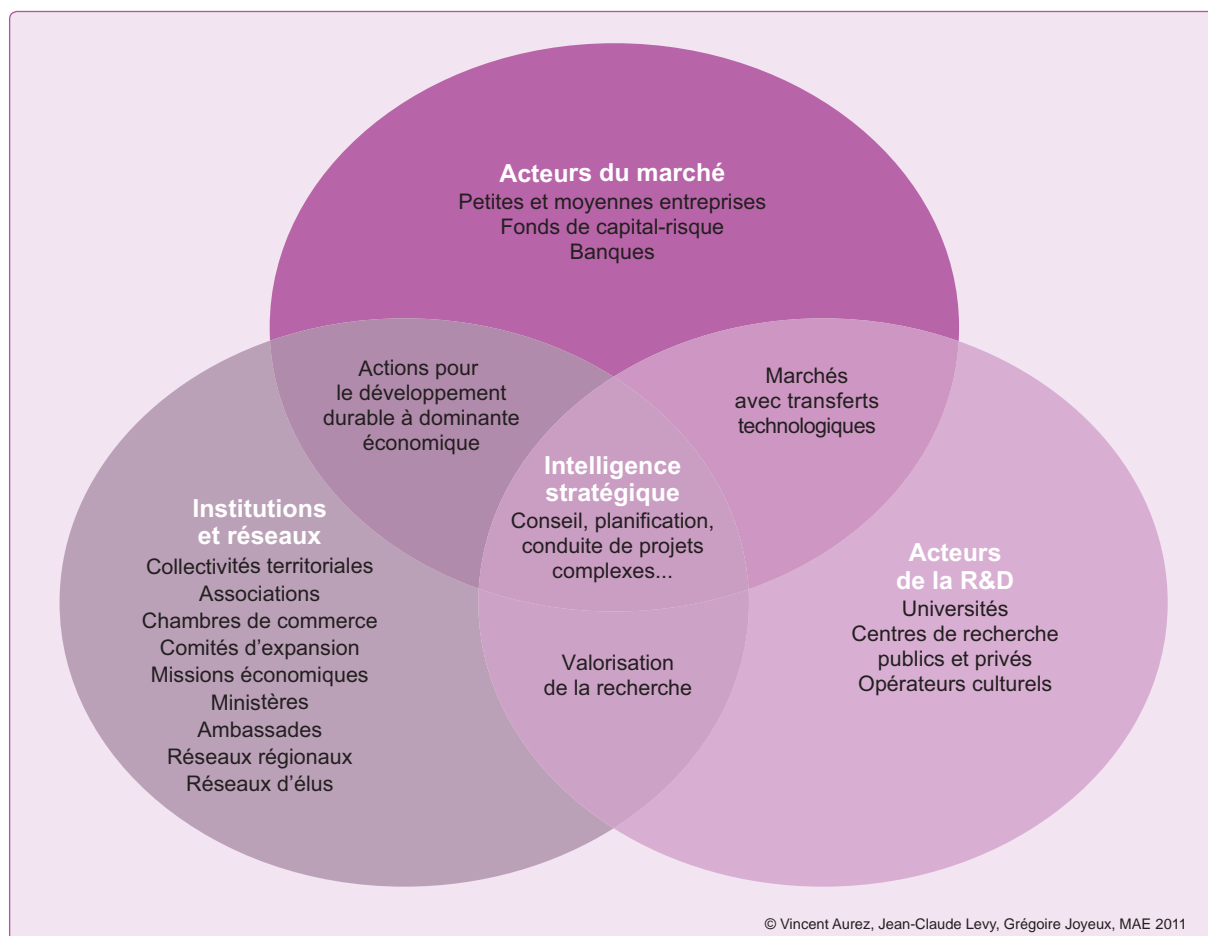 Acteurs du marché
Petites et moyennes entreprises
Fonds de capital-risque
Banques
Actions pour
le développement
durable à dominante
économique
Marchés
avec transferts
technologiques
Intelligence
stratégique
Conseil, planification,
conduite de projets
complexes...
Institutions
et réseaux
Collectivités territoriales
Associations
Chambres de commerce
Comités d'expansion
Missions économiques
Ministères
Ambassades
Réseaux régionaux
Réseaux d'élus
Acteurs
de la R&D
Universités
Centres de recherche
publics et privés
Opérateurs culturels
Valorisation
de la recherche
© Vincent Aurez, Jean-Claude Levy, Grégoire Joyeux, MAE 2011